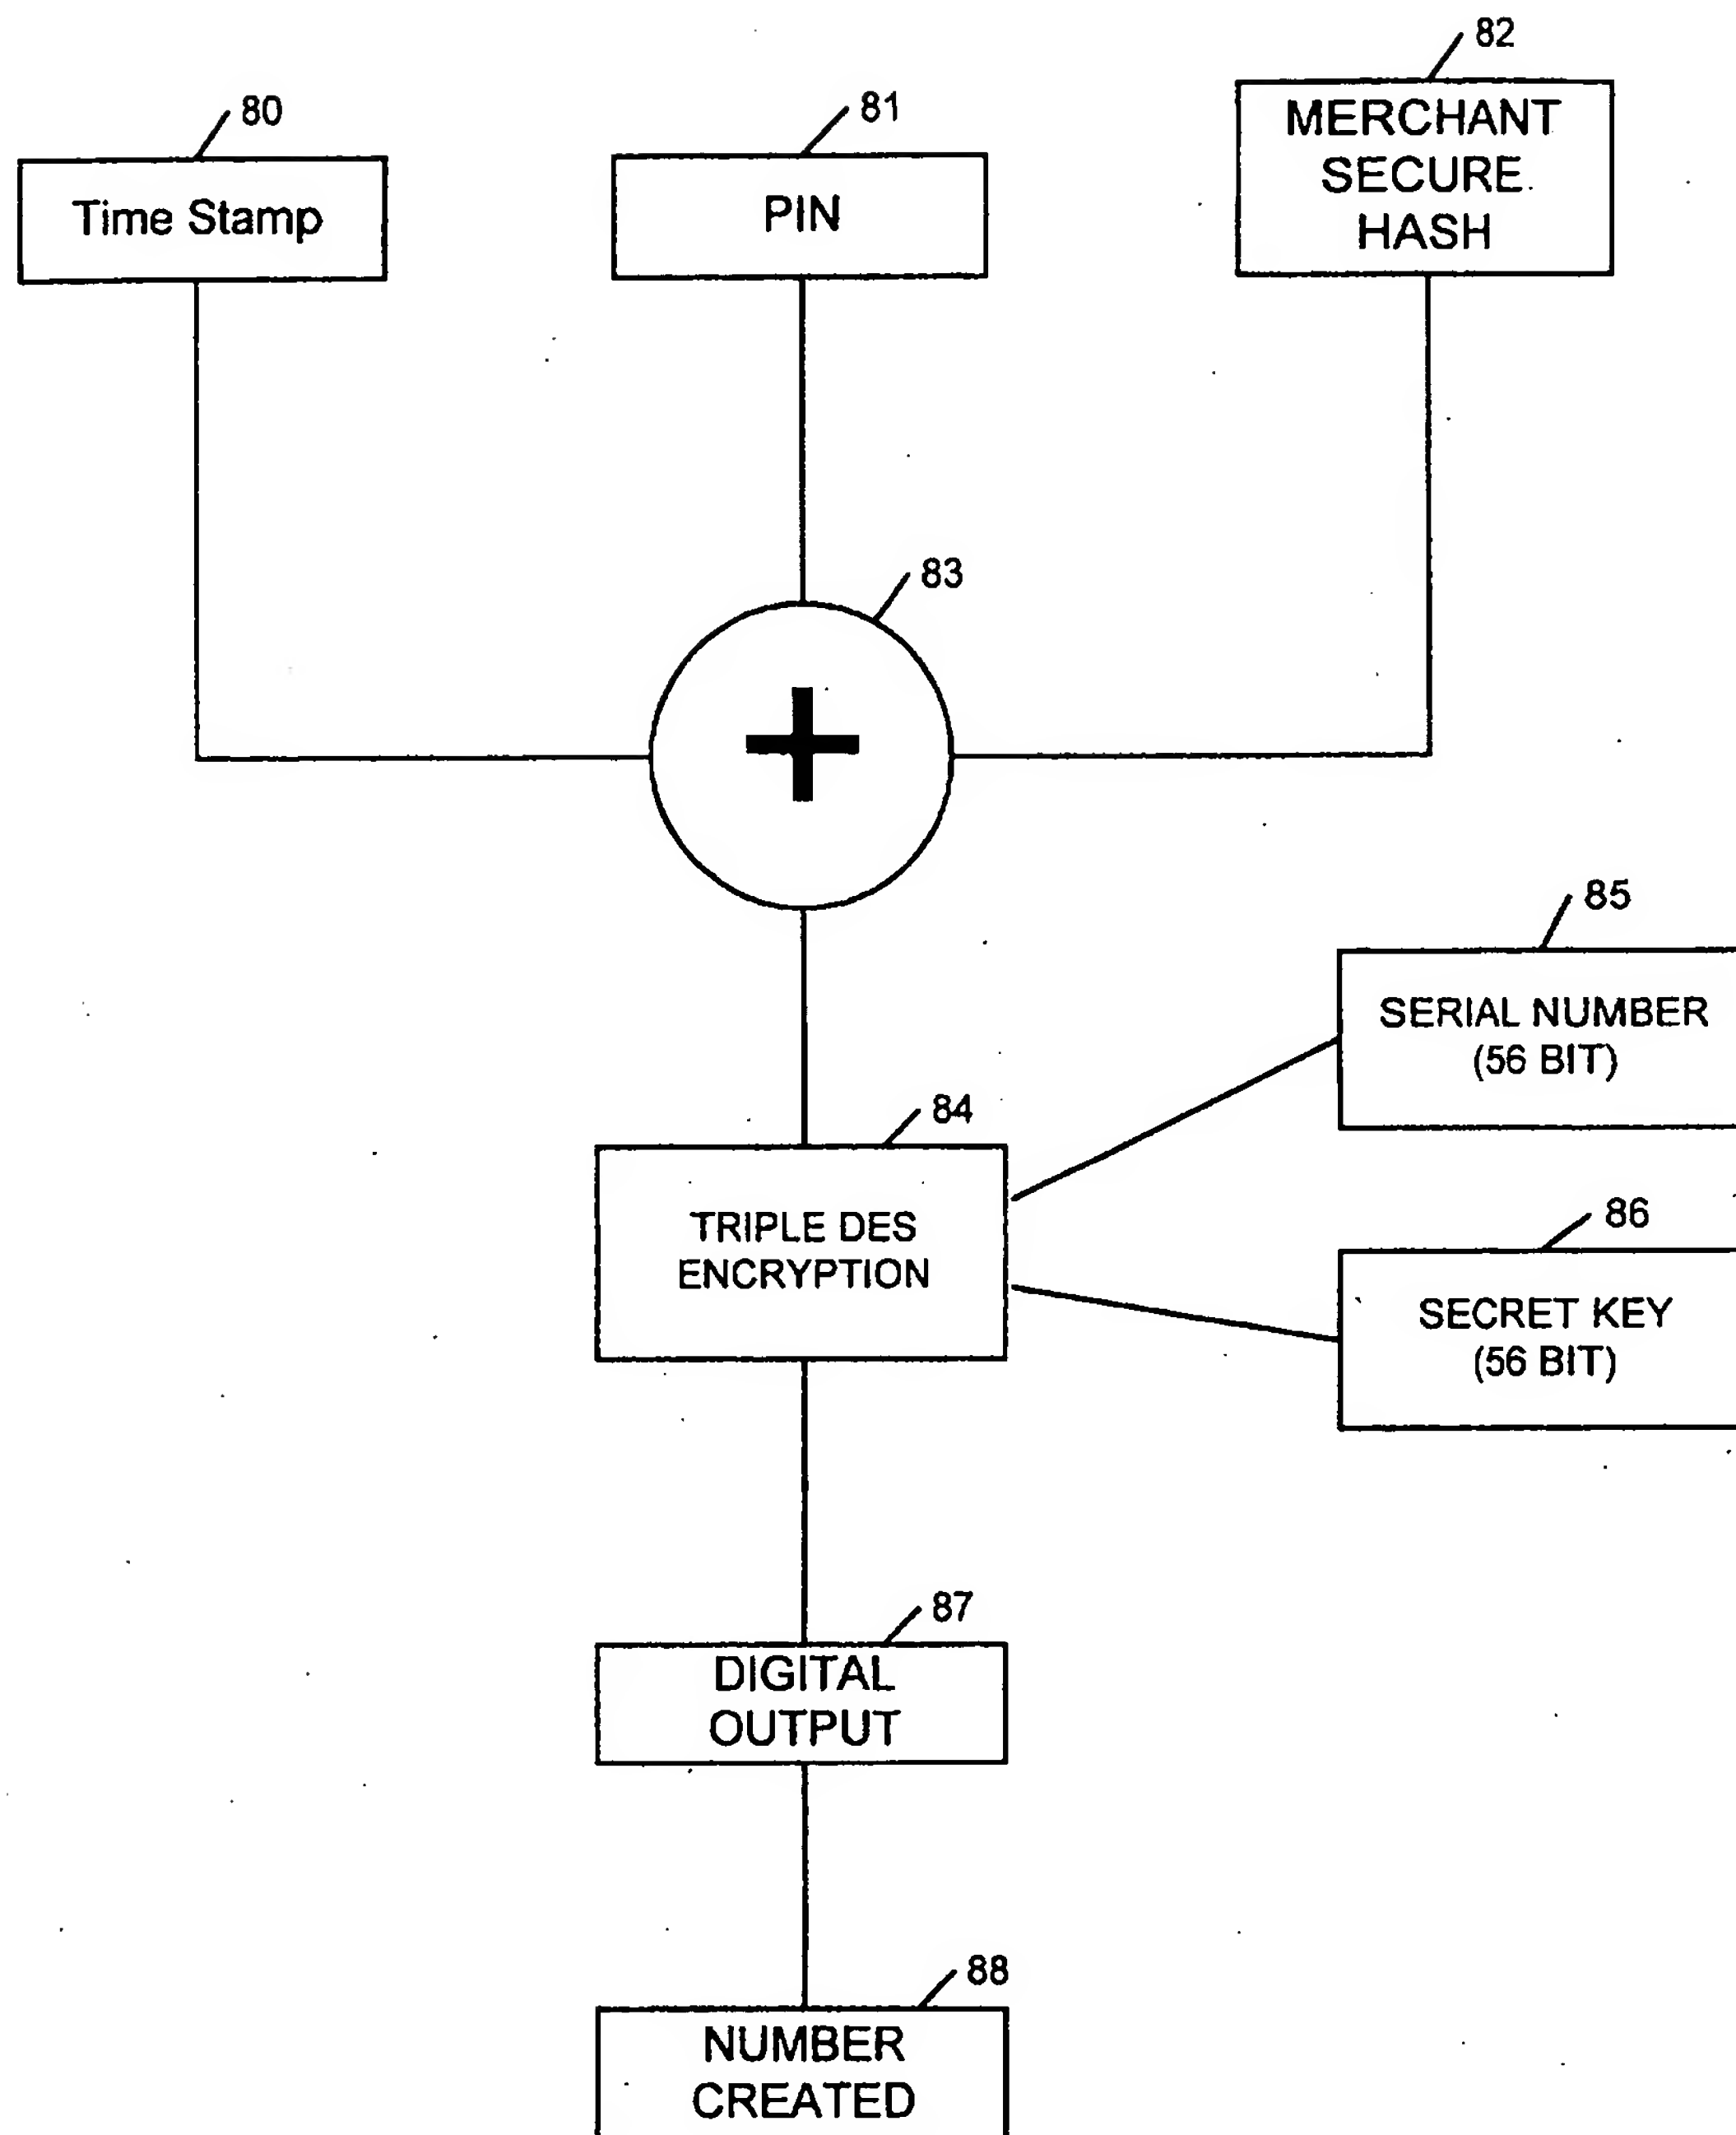 82
80
81
MERCHANT
SECURE
HASH
Time Stamp
PIN
83
+
85
SERIAL NUMBER
(56 BIT)
84
TRIPLE DES
ENCRYPTION
86
SECRET KEY
(56 BIT)
87
DIGITAL
OUTPUT
88
NUMBER
CREATED